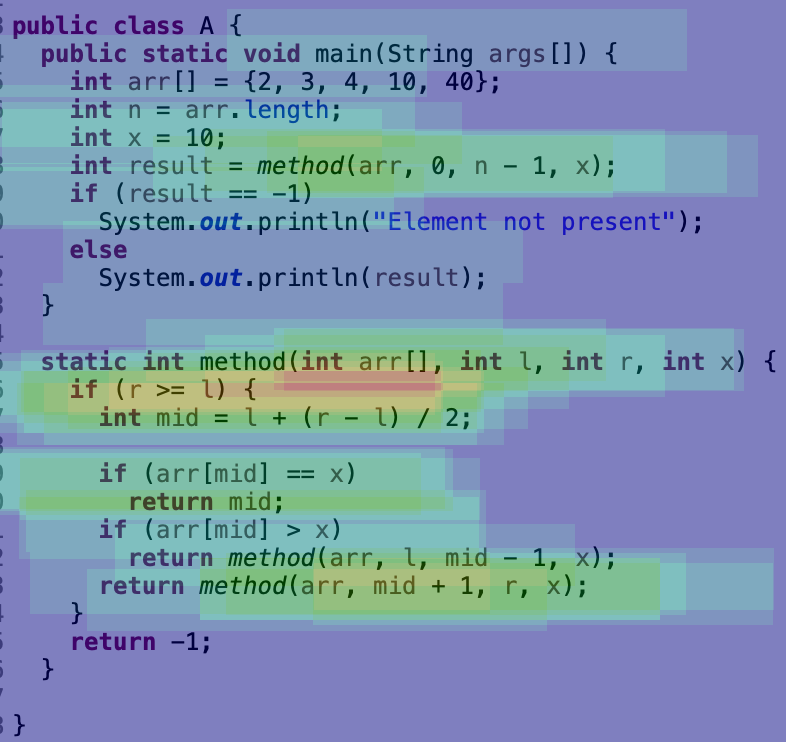 public class A {
public static void main(String args[]) {
int arr[] = {2, 3, 4, 10, 40};
int n = arr.length;
int x = 10;
int result = method(arr, 0, n - 1, x);
if (result == -1)
System.out.println("Element not present");
else
System.out.println(result);
}
static int method(int arr[], int l, int r, int x) {
if (r >= l) {
int mid = l + (r - l) / 2;
if (arr[mid] == x)
return mid;
if (arr[mid] > x)
return method(arr, l, mid - 1, x);
return method(arr, mid + 1, r, x);
}
return -1;
}
}